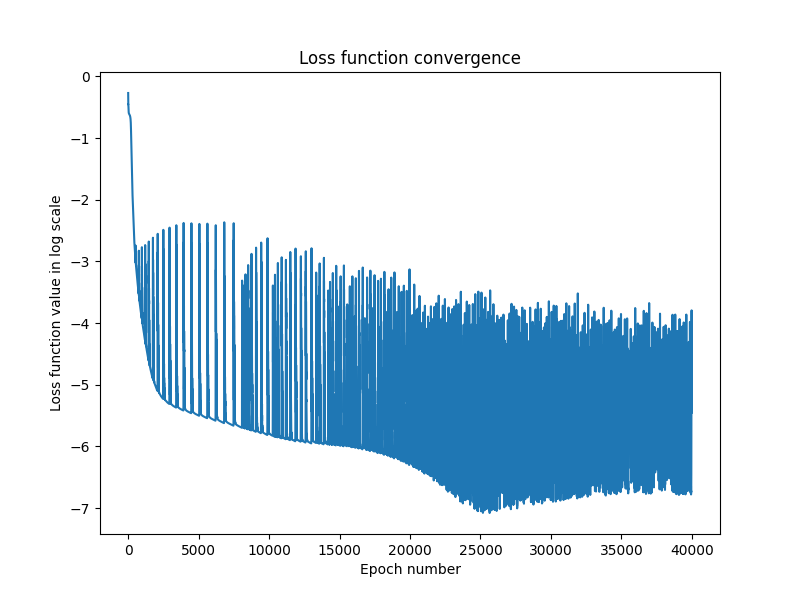 Loss function convergence
0
−1
−2
−3
−4
−5
−6
−7
Loss function value in log scale
0 5000 10000 15000 20000 25000 30000 35000 40000
Epoch number